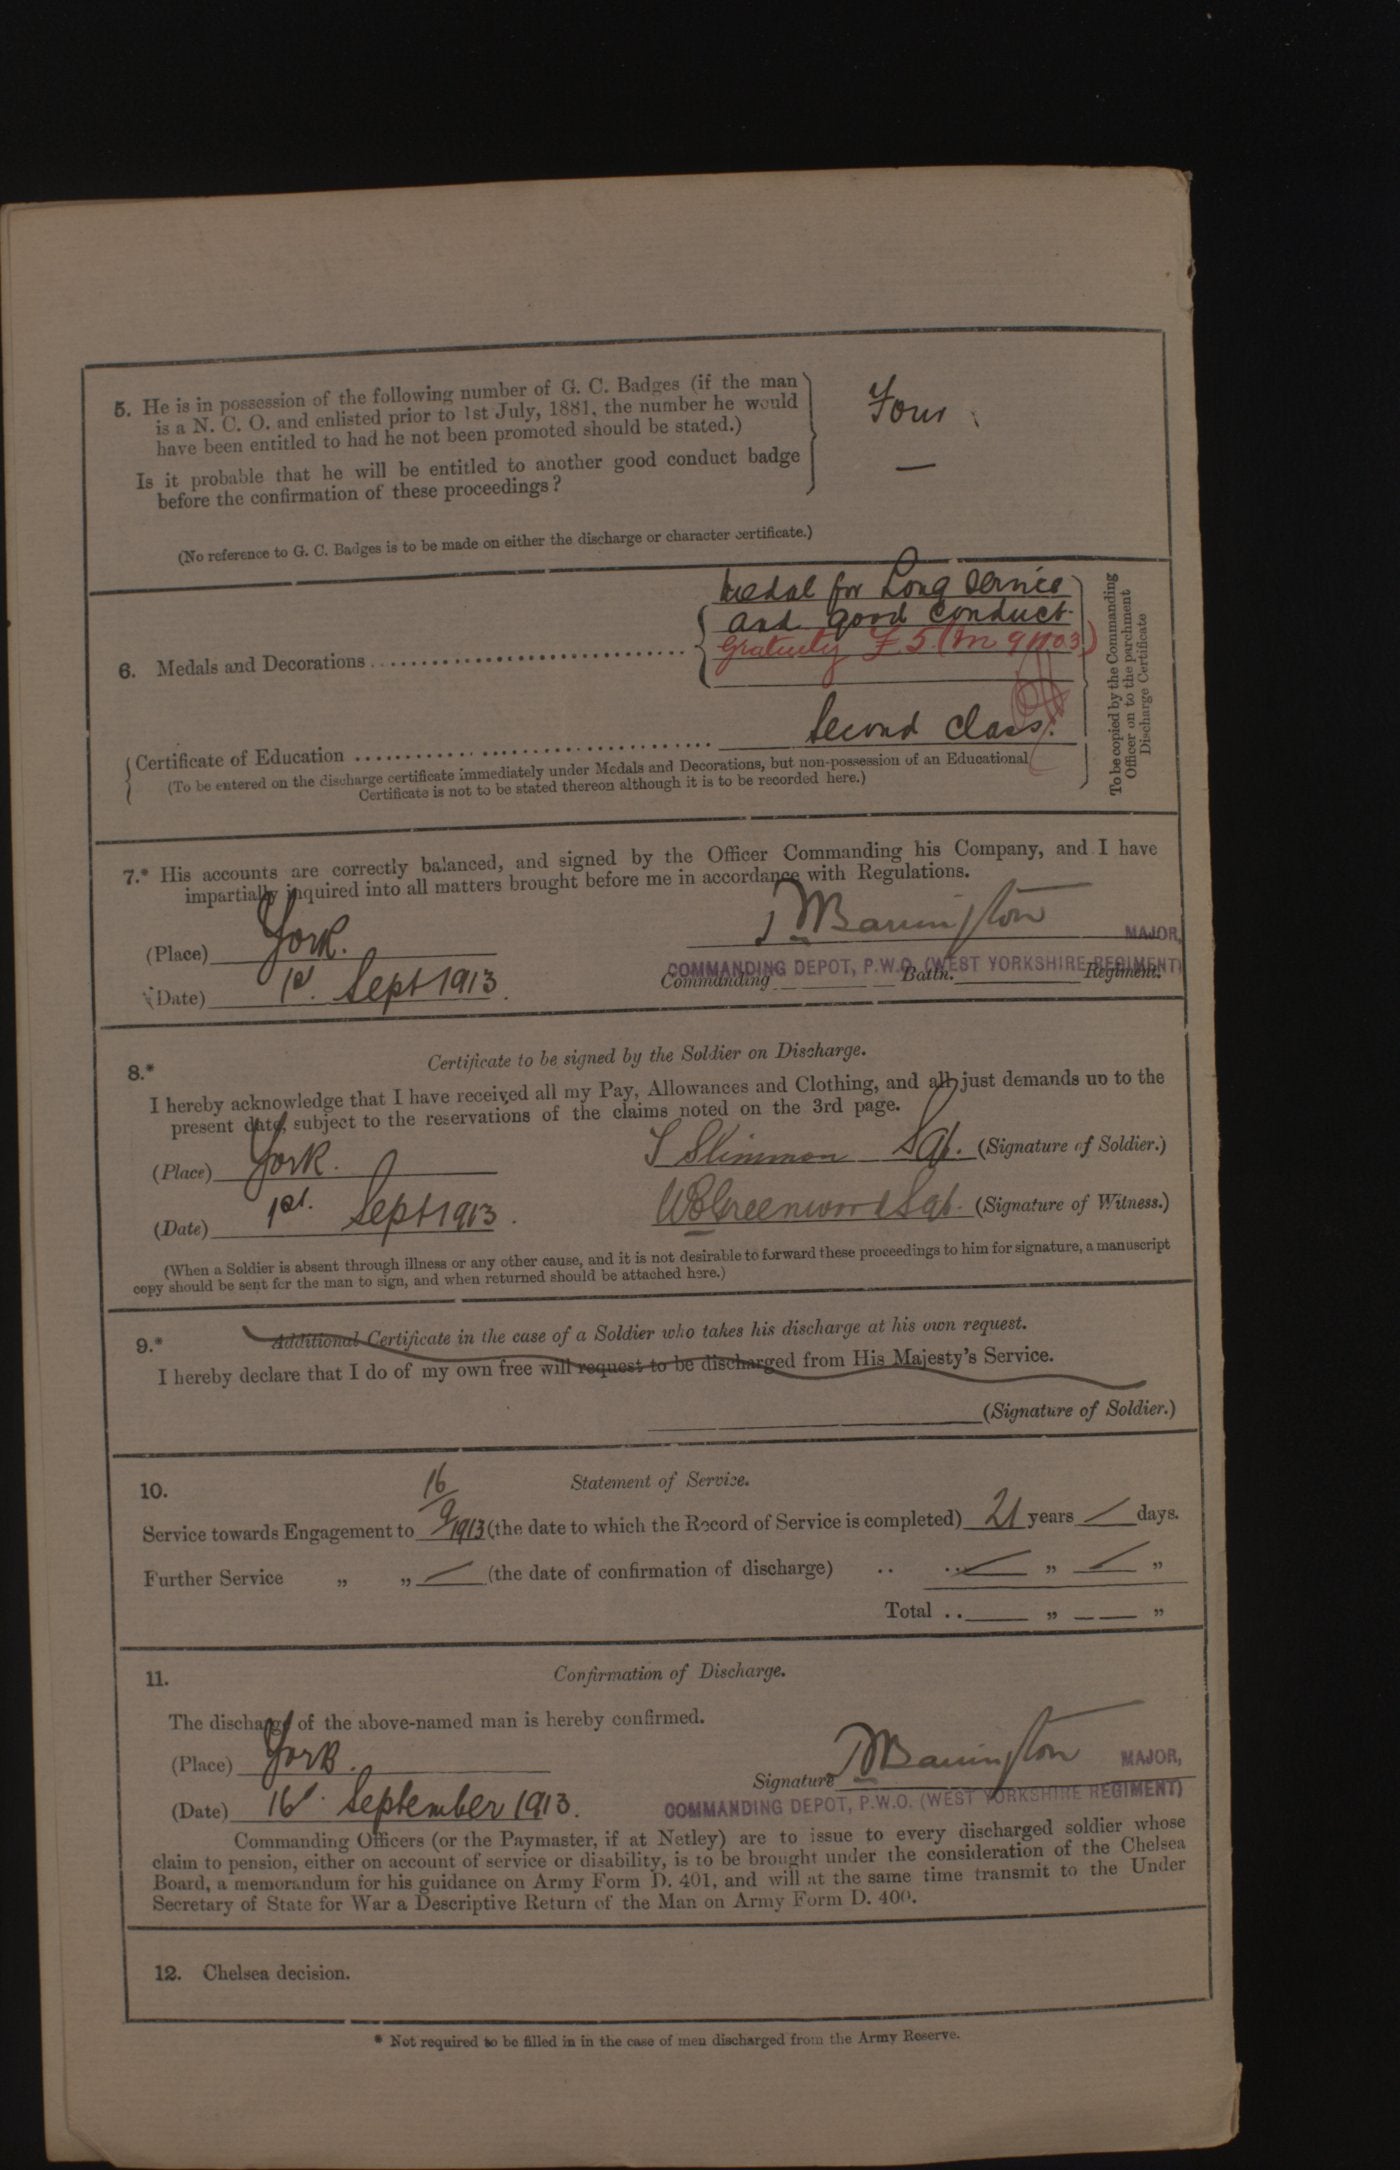 5. He is in possession of the following number of G. C. Badges (if the man
is a N. C. O. and enlisted prior to 1st July, 1881, the number he would
have been entitled to had he not been promoted should be stated.)
Four
Is it probable that he will be entitled to another good conduct badge
before the confirmation of these proceedings?
—
(No reference to G. C. Badges is to be made on either the discharge or character certificate.)
Medal for Long Service
and good conduct.
6. Medals and Decorations
Gratuity £5.
Certificate of Education
Second Class.
(To be entered on the discharge certificate immediately under Medals and Decorations, but non-possession of an Educational
Certificate is not to be stated thereon although it is to be recorded here.)
To be copied by the Commanding
Officer on to the parchment
Discharge Certificate
7.* His accounts are correctly balanced, and signed by the Officer Commanding his Company, and I have
impartially inquired into all matters brought before me in accordance with Regulations.
(Place) York.
MAJOR,
COMMANDING DEPOT, P.W.O. (WEST YORKSHIRE REGIMENT)
(Date) 1st. Sept 1913.
Commanding Battn. Regiment.
8.*
Certificate to be signed by the Soldier on Discharge.
I hereby acknowledge that I have received all my Pay, Allowances and Clothing, and all just demands up to the
present date, subject to the reservations of the claims noted on the 3rd page.
(Place) York. Slimmon Sgt. (Signature of Soldier.)
(Date) 1st. Sept 1913. Greenwood Sgt. (Signature of Witness.)
(When a Soldier is absent through illness or any other cause, and it is not desirable to forward these proceedings to him for signature, a manuscript
copy should be sent for the man to sign, and when returned should be attached here.)
9.* Additional Certificate in the case of a Soldier who takes his discharge at his own request.
I hereby declare that I do of my own free will request to be discharged from His Majesty's Service.
(Signature of Soldier.)
10. Statement of Service.
Service towards Engagement to 16/9/1913 (the date to which the Record of Service is completed) 21 years / days.
Further Service „ „ / (the date of confirmation of discharge) .. .. / „ / „
Total .. „ „
11. Confirmation of Discharge.
The discharge of the above-named man is hereby confirmed.
(Place) York.
Signature
MAJOR,
COMMANDING DEPOT, P.W.O. (WEST YORKSHIRE REGIMENT)
(Date) 16. September 1913.
Commanding Officers (or the Paymaster, if at Netley) are to issue to every discharged soldier whose
claim to pension, either on account of service or disability, is to be brought under the consideration of the Chelsea
Board, a memorandum for his guidance on Army Form D. 401, and will at the same time transmit to the Under
Secretary of State for War a Descriptive Return of the Man on Army Form D. 400.
12. Chelsea decision.
* Not required to be filled in in the case of men discharged from the Army Reserve.